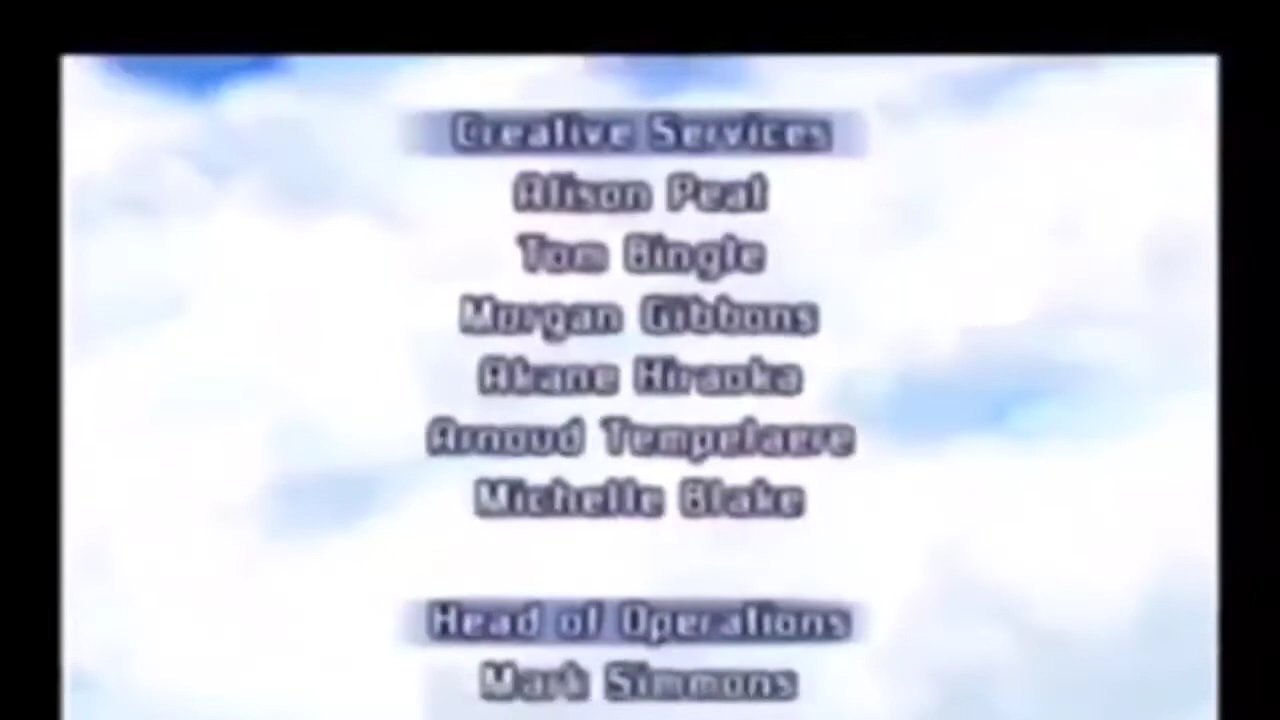 Creative Services
Alison Peal
Tom Bingle
Morgan Gibbons
Akane Hiraoka
Arnoud Tempelaere
Michelle Blake
Head of Operations
Mark Simmons